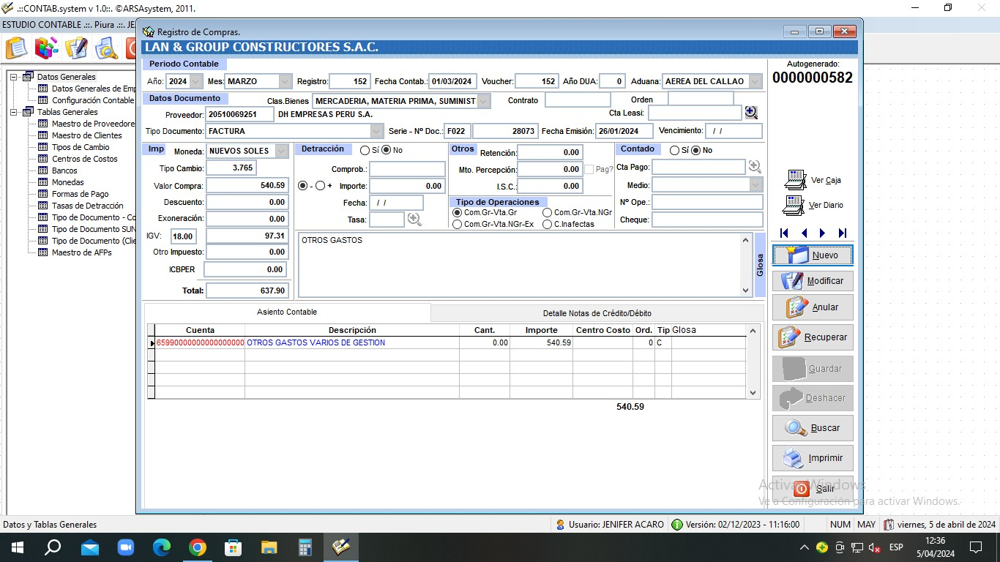 .::CONTAB.system v 1.0::. ©ARSAsystem, 2011.
ESTUDIO CONTABLE .::. Piura .::. JE
Datos Generales
Datos Generales de Emp
Configuración Contable
Tablas Generales
Maestro de Proveedore
Maestro de Clientes
Tipos de Cambio
Centros de Costos
Bancos
Monedas
Formas de Pago
Tasas de Detracción
Tipo de Documento - Co
Tipo de Documento SUN
Tipo de Documento (Clie
Maestro de AFPs
Registro de Compras.
LAN & GROUP CONSTRUCTORES S.A.C.
Periodo Contable
Año: 2024 Mes: MARZO Registro: 152 Fecha Contab.: 01/03/2024 Voucher: 152 Año DUA: 0 Aduana: AEREA DEL CALLAO
Datos Documento Clas.Bienes MERCADERIA, MATERIA PRIMA, SUMINIST Contrato Orden
Proveedor: 20510069251 DH EMPRESAS PERU S.A. Cta Leasi:
Tipo Documento: FACTURA Serie - Nº Doc.: F022 28073 Fecha Emisión: 26/01/2024 Vencimiento: / /
Imp Moneda: NUEVOS SOLES
Tipo Cambio: 3.765
Valor Compra: 540.59
Descuento: 0.00
Exoneración: 0.00
IGV: 18.00 97.31
Otro Impuesto: 0.00
ICBPER 0.00
Total: 637.90
Detracción Sí No
Comprob.:
- + Importe: 0.00
Fecha: / /
Tasa:
Otros Retención: 0.00
Mto. Percepción: 0.00 Pag?
I.S.C.: 0.00
Tipo de Operaciones
Com.Gr-Vta.Gr Com.Gr-Vta.NGr
Com.Gr-Vta.NGr-Ex C.Inafectas
Contado Sí No
Cta Pago:
Medio:
Nº Ope.:
Cheque:
OTROS GASTOS
Glosa
Asiento Contable Detalle Notas de Crédito/Débito
Cuenta Descripción Cant. Importe Centro Costo Ord. Tip Glosa
65990000000000000000 OTROS GASTOS VARIOS DE GESTION 0.00 540.59 0 C
540.59
Autogenerado:
0000000582
Ver Caja
Ver Diario
Nuevo
Modificar
Anular
Recuperar
Guardar
Deshacer
Buscar
Imprimir
Salir
Activar Windows
Ve a Configuración para activar Windows.
Datos y Tablas Generales Usuario: JENIFER ACARO Versión: 02/12/2023 - 11:16:00 NUM MAY viernes, 5 de abril de 2024
ESP 12:36
5/04/2024